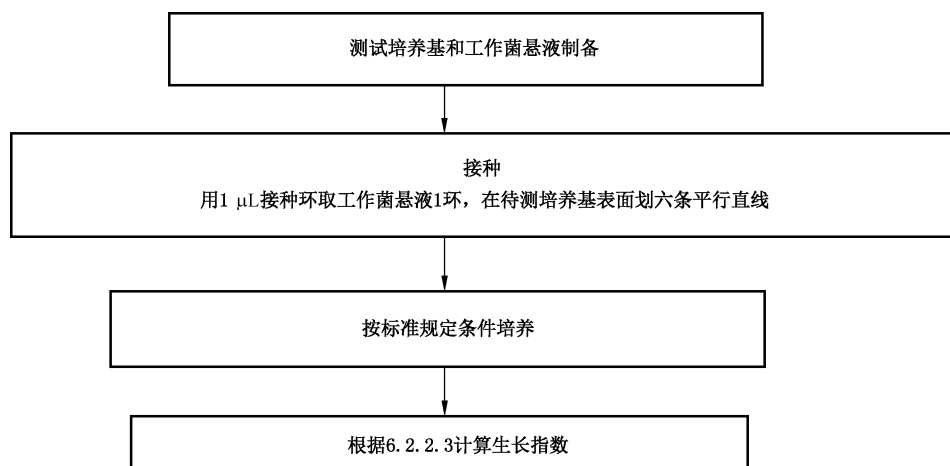 测试培养基和工作菌悬液制备
接种
用1 μL接种环取工作菌悬液1环，在待测培养基表面划六条平行直线
按标准规定条件培养
根据6.2.2.3计算生长指数